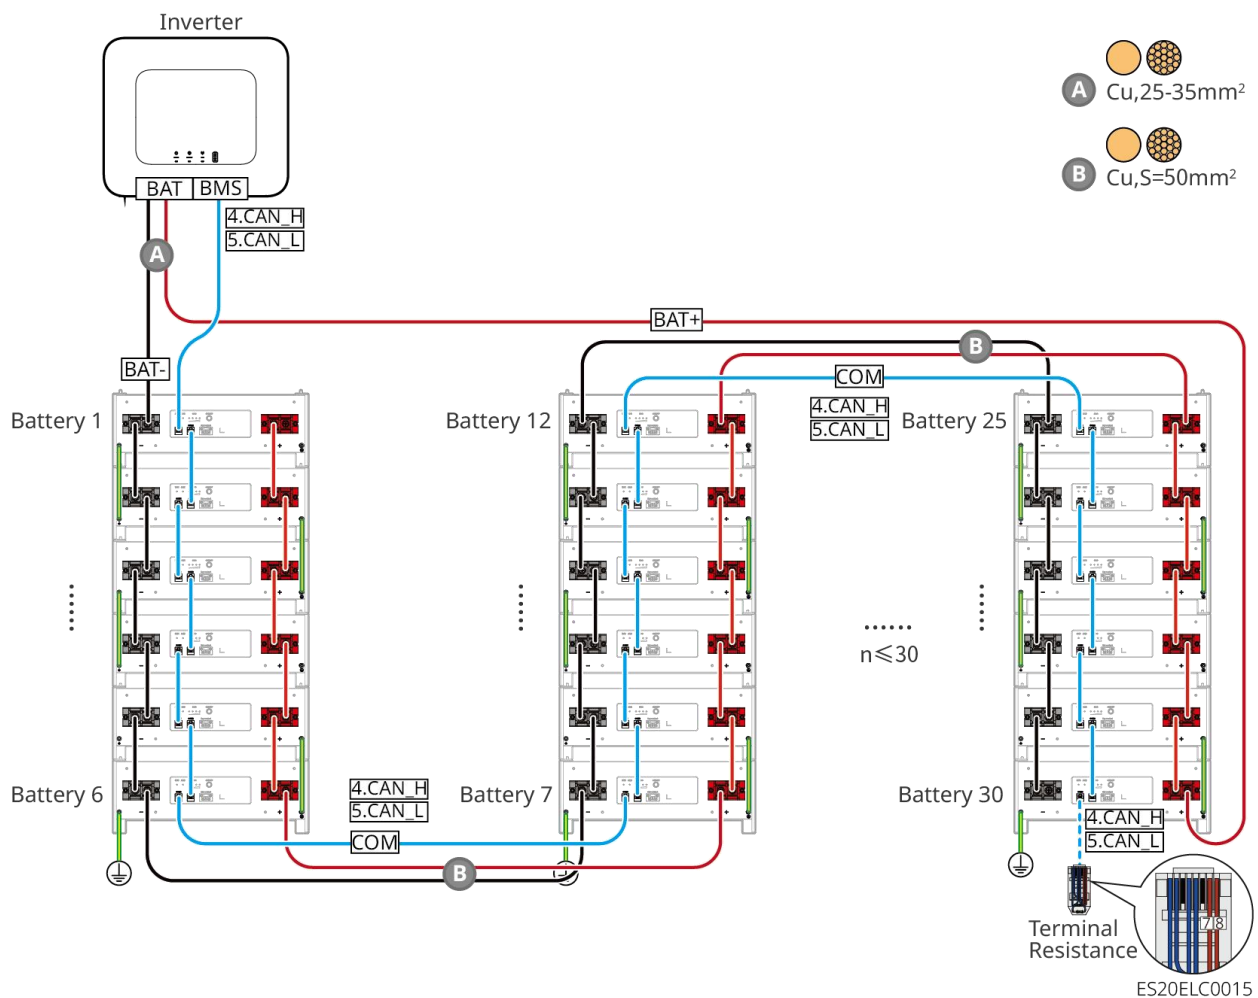 Inverter
BAT BMS
4.CAN_H
5.CAN_L
A
A Cu,25-35mm²
B Cu,S=50mm²
BAT+
BAT-
B
COM
4.CAN_H
5.CAN_L
Battery 1
Battery 12
Battery 25
n≤30
Battery 6
Battery 7
Battery 30
4.CAN_H
5.CAN_L
COM
B
4.CAN_H
5.CAN_L
Terminal
Resistance
7 8
ES20ELC0015